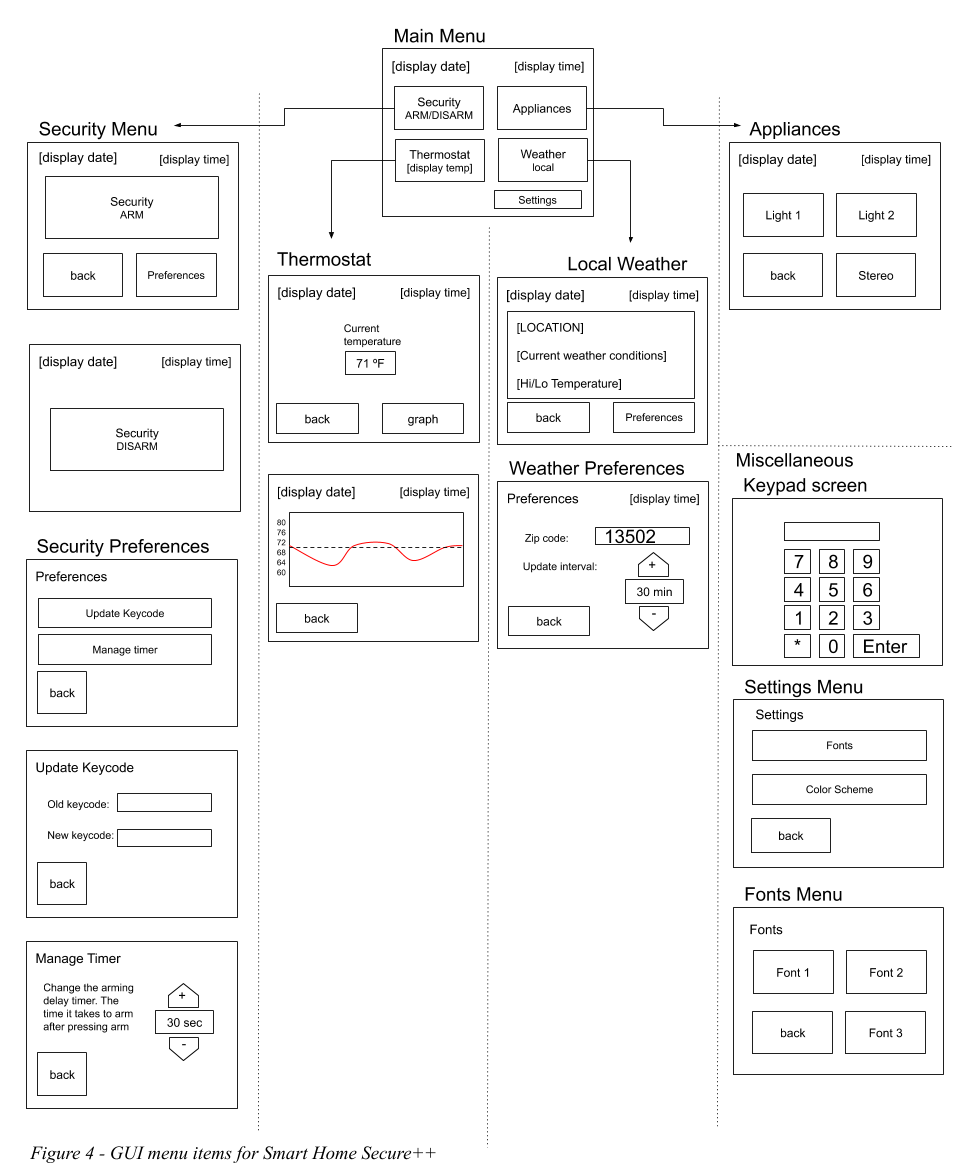 Main Menu
[display date]
[display time]
Security
ARM/DISARM
Appliances
Thermostat
[display temp]
Weather
local
Settings
Security Menu
[display date]
[display time]
Security
ARM
back
Preferences
[display date]
[display time]
Security
DISARM
Security Preferences
Preferences
Update Keycode
Manage timer
back
Update Keycode
Old keycode:
New keycode:
back
Manage Timer
Change the arming
delay timer. The
time it takes to arm
after pressing arm
+
30 sec
-
back
Thermostat
[display date]
[display time]
Current
temperature
71 ºF
back
graph
[display date]
[display time]
80
76
72
68
64
60
back
Local Weather
[display date]
[display time]
[LOCATION]
[Current weather conditions]
[Hi/Lo Temperature]
back
Preferences
Weather Preferences
Preferences
[display time]
Zip code:
13502
Update interval:
+
30 min
-
back
Appliances
[display date]
[display time]
Light 1
Light 2
back
Stereo
Miscellaneous
Keypad screen
7 8 9
4 5 6
1 2 3
* 0 Enter
Settings Menu
Settings
Fonts
Color Scheme
back
Fonts Menu
Fonts
Font 1
Font 2
back
Font 3
Figure 4 - GUI menu items for Smart Home Secure++